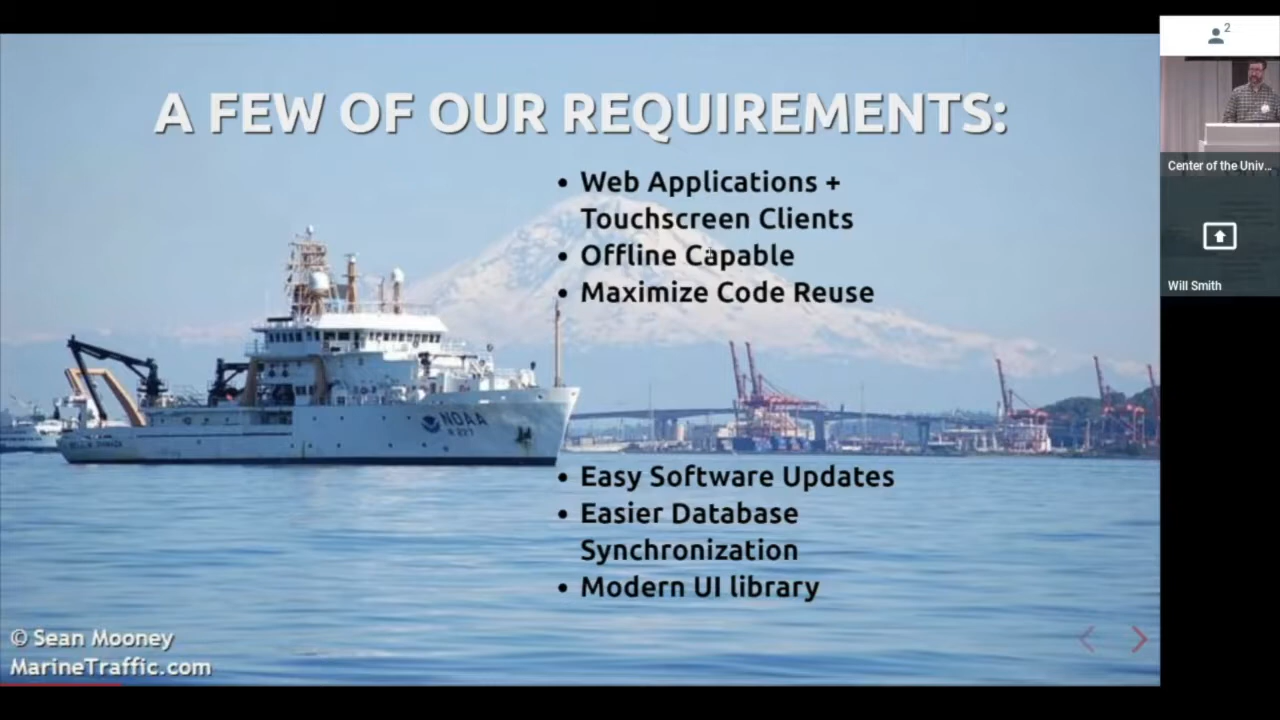 A FEW OF OUR REQUIREMENTS:
• Web Applications +
Touchscreen Clients
• Offline Capable
• Maximize Code Reuse
NOAA
R 227
• Easy Software Updates
• Easier Database
Synchronization
• Modern UI library
© Sean Mooney
MarineTraffic.com
2
Center of the Univ...
Will Smith